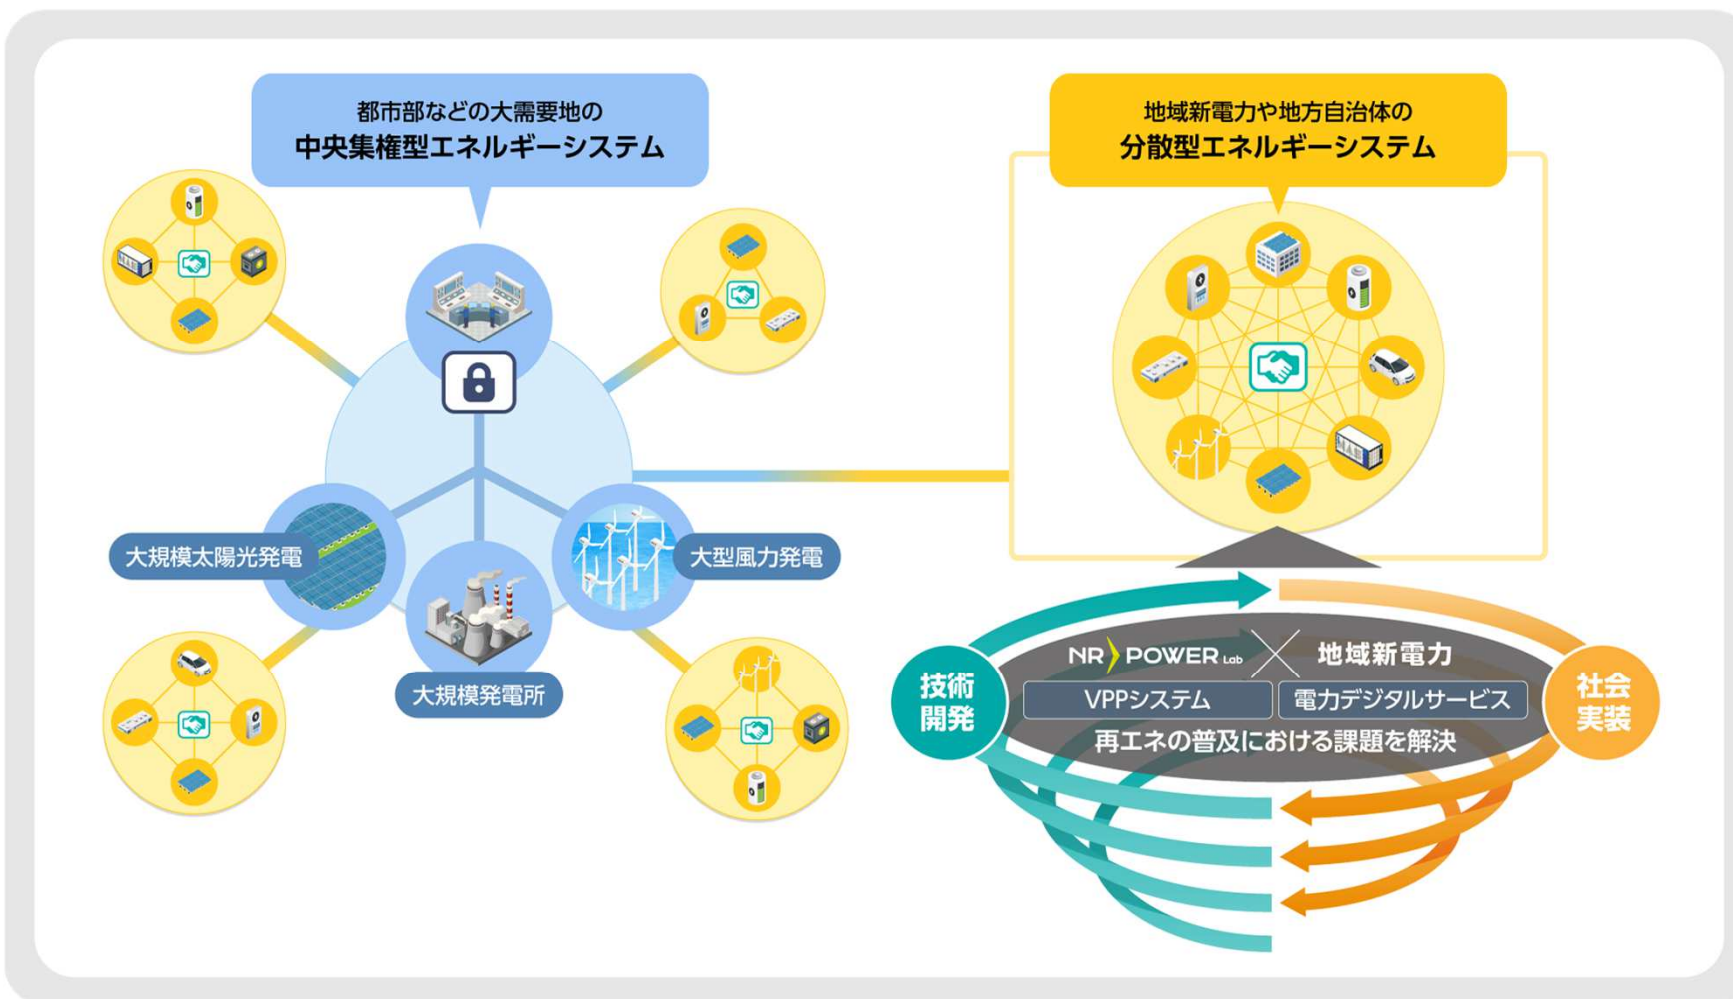 都市部などの大需要地の
中央集権型エネルギーシステム
地域新電力や地方自治体の
分散型エネルギーシステム
大規模太陽光発電
大型風力発電
大規模発電所
技術
開発
NR POWER Lab
地域新電力
VPPシステム
電力デジタルサービス
再エネの普及における課題を解決
社会
実装